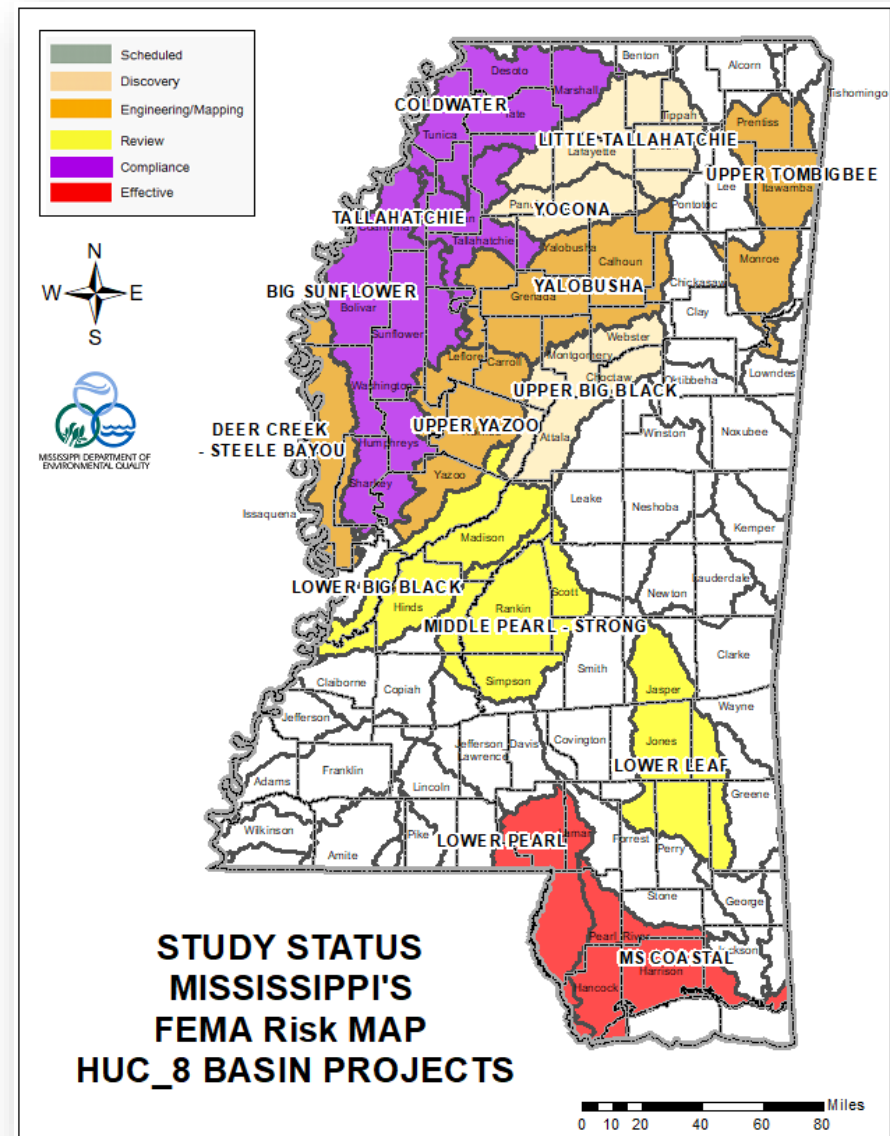 Scheduled
Discovery
Engineering/Mapping
Review
Compliance
Effective
N
W E
S
MISSISSIPPI DEPARTMENT OF
ENVIRONMENTAL QUALITY
Benton
Alcorn
Tishomingo
Desoto
Marshall
COLDWATER
Tippah
Prentiss
Tunica
LITTLE TALLAHATCHIE
Lafayette
UPPER TOMBIGBEE
Lee
Itawamba
Pontotoc
YOCONA
TALLAHATCHIE
Tallahatchie
Yalobusha
Calhoun
Monroe
Chickasaw
BIG SUNFLOWER
YALOBUSHA
Grenada
Bolivar
Clay
Sunflower
Webster
Leflore
Carroll
Montgomery
Choctaw
Lowndes
Washington
UPPER BIG BLACK
DEER CREEK
- STEELE BAYOU
UPPER YAZOO
Humphreys
Attala
Winston
Noxubee
Yazoo
Sharkey
Issaquena
Leake
Neshoba
Kemper
Madison
LOWER BIG BLACK
Hinds
Rankin
Scott
Newton
Lauderdale
MIDDLE PEARL - STRONG
Smith
Clarke
Claiborne
Copiah
Simpson
Jasper
Wayne
Jefferson
Jefferson
Davis
Covington
Jones
Lawrence
LOWER LEAF
Franklin
Adams
Lincoln
Greene
Wilkinson
Pike
LOWER PEARL
Forrest
Perry
Amite
Stone
George
Pearl River
MS COASTAL
Harrison
Hancock
STUDY STATUS
MISSISSIPPI'S
FEMA Risk MAP
HUC_8 BASIN PROJECTS
Miles
0 10 20 40 60 80